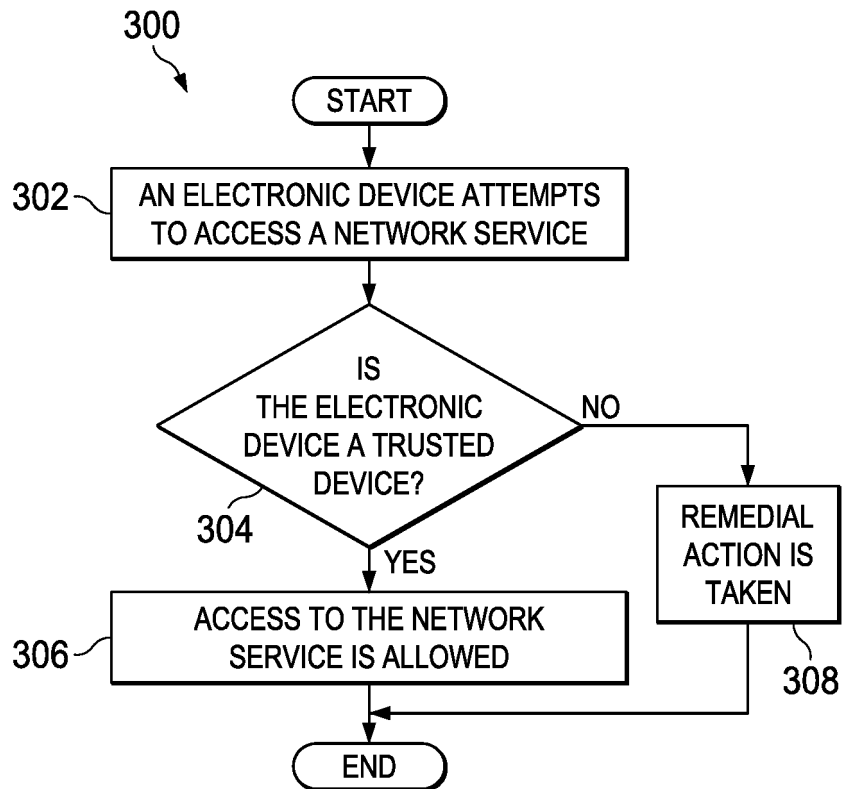 300
START
302
AN ELECTRONIC DEVICE ATTEMPTS
TO ACCESS A NETWORK SERVICE
IS
THE ELECTRONIC
DEVICE A TRUSTED
DEVICE?
NO
304
YES
REMEDIAL
ACTION IS
TAKEN
308
306
ACCESS TO THE NETWORK
SERVICE IS ALLOWED
END